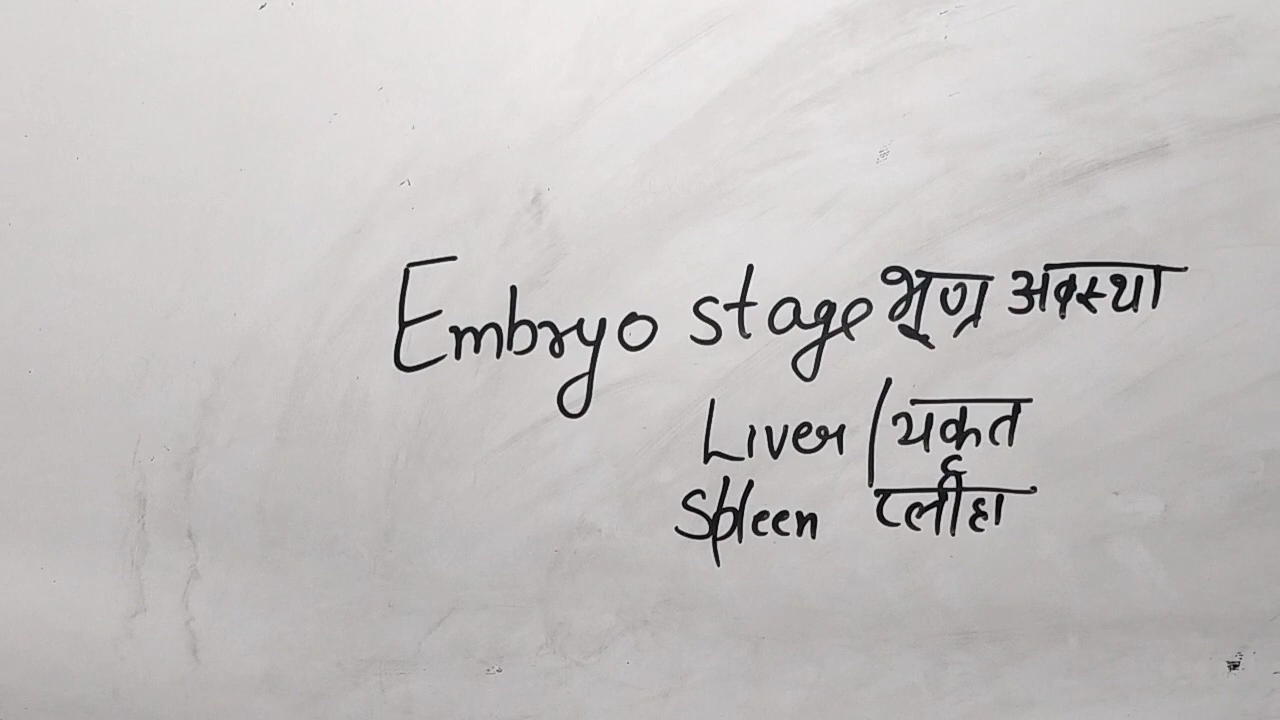 Embryo stage भ्रूण अवस्था
Liver / यकृत
Spleen प्लीहा